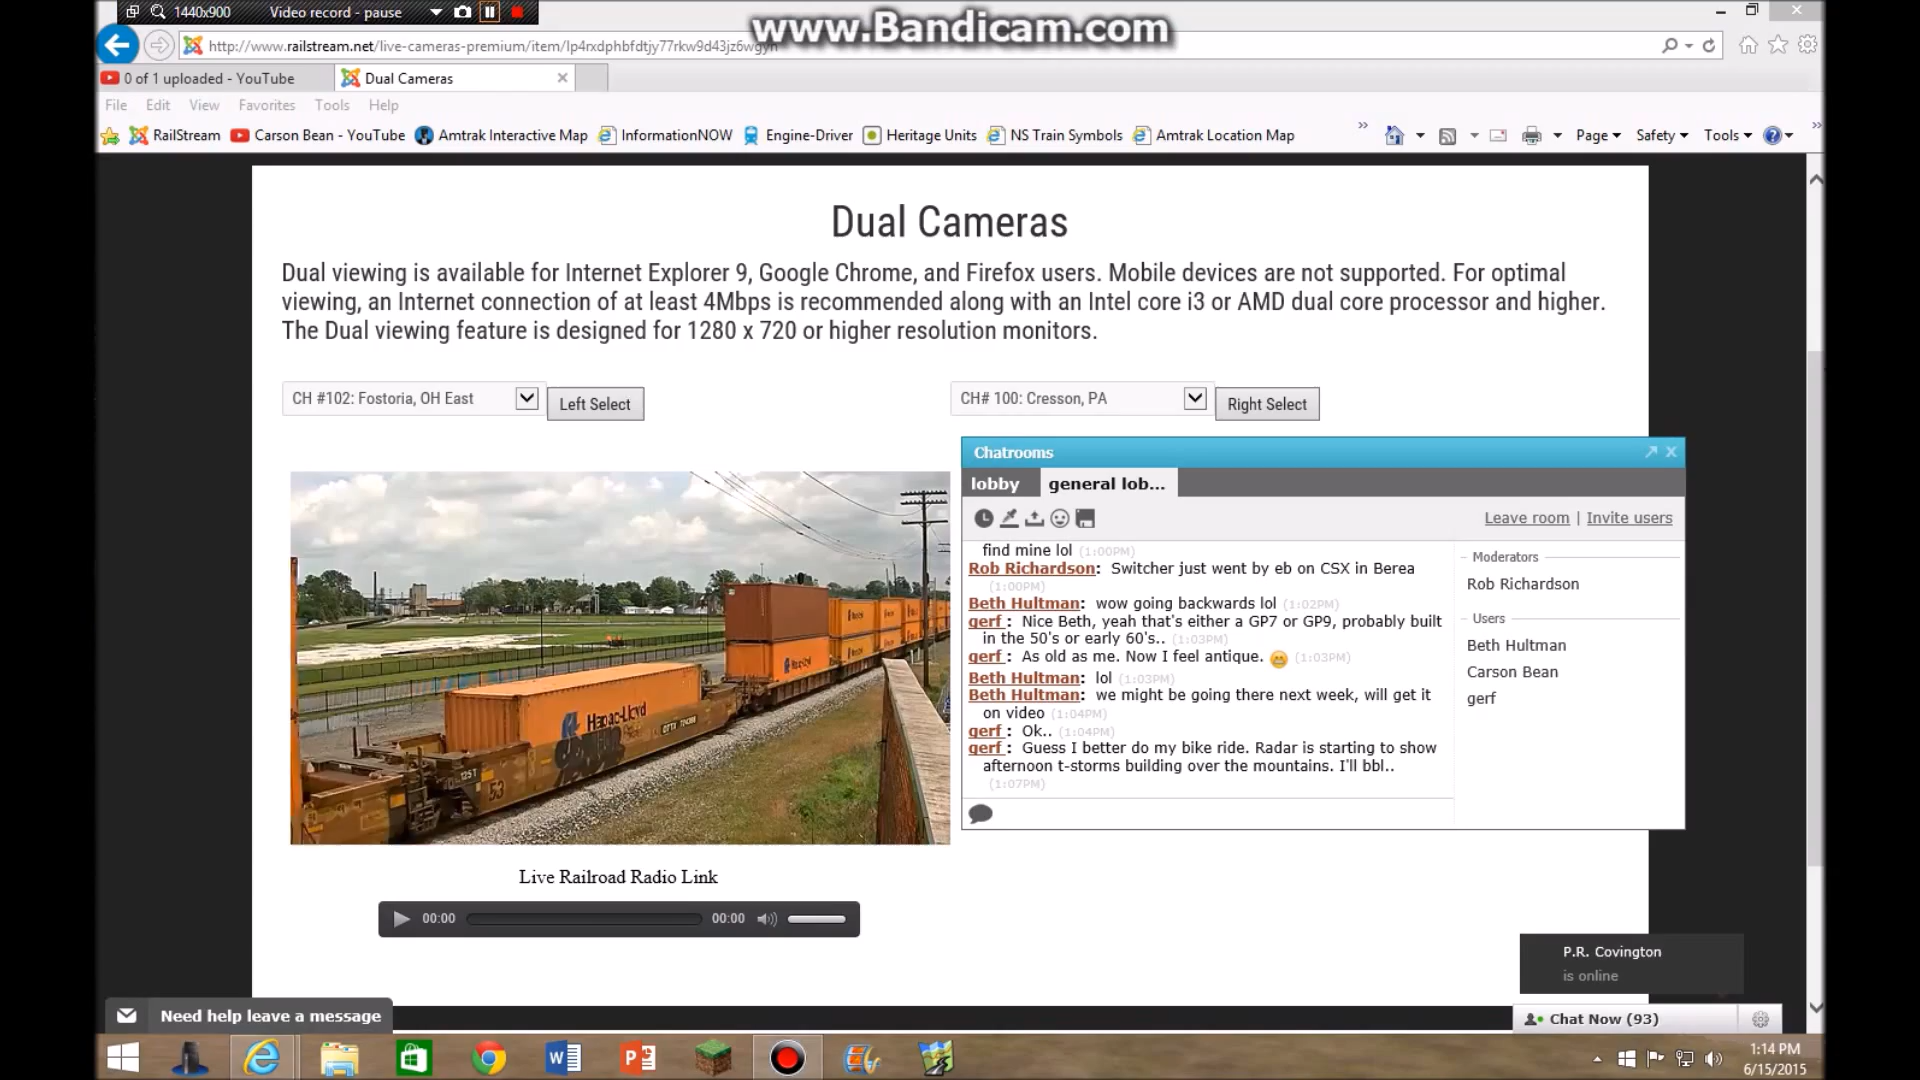 1440x900
Video record - pause
www.Bandicam.com
http://www.railstream.net/live-cameras-premium/item/lp4rxdphbfdtjy77rkw9d43jz6wgyn
0 of 1 uploaded - YouTube
Dual Cameras
File Edit View Favorites Tools Help
RailStream Carson Bean - YouTube Amtrak Interactive Map InformationNOW Engine-Driver Heritage Units NS Train Symbols Amtrak Location Map
Page Safety Tools
Dual Cameras
Dual viewing is available for Internet Explorer 9, Google Chrome, and Firefox users. Mobile devices are not supported. For optimal
viewing, an Internet connection of at least 4Mbps is recommended along with an Intel core i3 or AMD dual core processor and higher.
The Dual viewing feature is designed for 1280 x 720 or higher resolution monitors.
CH #102: Fostoria, OH East
Left Select
CH# 100: Cresson, PA
Right Select
Chatrooms
lobby
general lob...
Leave room | Invite users
find mine lol (1:00PM)
Rob Richardson: Switcher just went by eb on CSX in Berea
(1:00PM)
Beth Hultman: wow going backwards lol (1:02PM)
gerf : Nice Beth, yeah that's either a GP7 or GP9, probably built
in the 50's or early 60's.. (1:03PM)
gerf : As old as me. Now I feel antique. (1:03PM)
Beth Hultman: lol (1:03PM)
Beth Hultman: we might be going there next week, will get it
on video (1:04PM)
gerf : Ok.. (1:04PM)
gerf : Guess I better do my bike ride. Radar is starting to show
afternoon t-storms building over the mountains. I'll bbl..
(1:07PM)
Moderators
Rob Richardson
Users
Beth Hultman
Carson Bean
gerf
Hapag-Lloyd
53
Live Railroad Radio Link
00:00
00:00
P.R. Covington
is online
Need help leave a message
Chat Now (93)
1:14 PM
6/15/2015